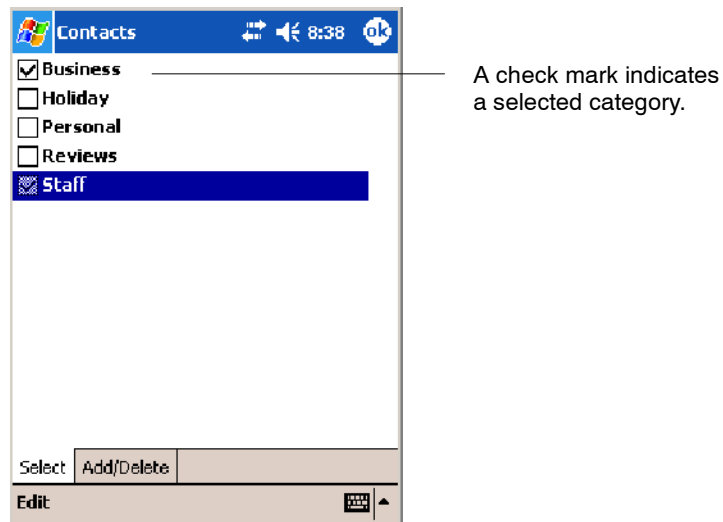 Contacts 8:38 ok
Business
Holiday
Personal
Reviews
Staff
A check mark indicates
a selected category.
Select Add/Delete
Edit